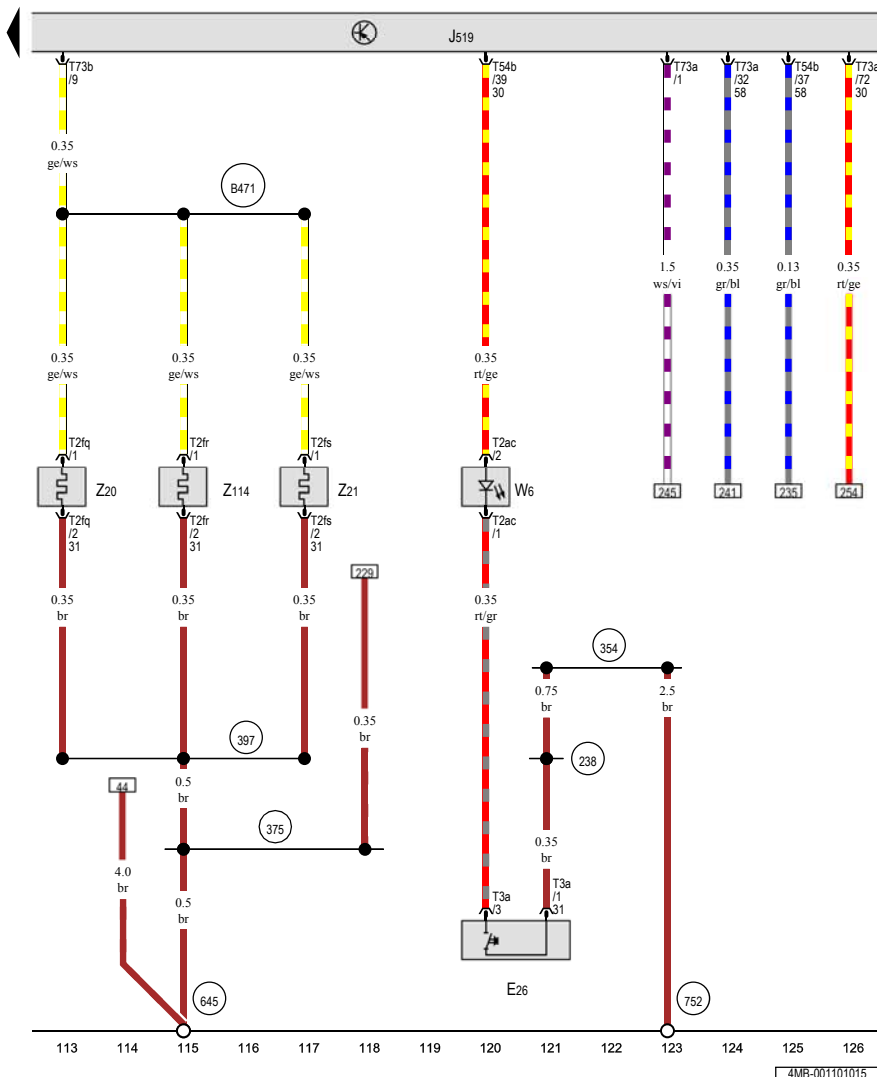 J519
T73b
/9
T54b
/39
30
T73a
/1
T73a
/32
58
T54b
/37
58
T73a
/72
30
0.35
ge/ws
B471
1.5
ws/vi
0.35
gr/bl
0.13
gr/bl
0.35
rt/ge
0.35
ge/ws
0.35
ge/ws
0.35
ge/ws
0.35
rt/ge
T2fq
/1
T2fr
/1
T2fs
/1
T2ac
/2
Z20
Z114
Z21
W6
245
241
235
254
T2fq
/2
31
T2fr
/2
31
T2fs
/2
31
T2ac
/1
229
0.35
br
0.35
br
0.35
br
0.35
rt/gr
354
0.75
br
2.5
br
0.35
br
397
238
44
0.5
br
375
0.35
br
4.0
br
0.5
br
T3a
/3
T3a
/1
31
E26
645
752
113 114 115 116 117 118 119 120 121 122 123 124 125 126
4MB-001101015